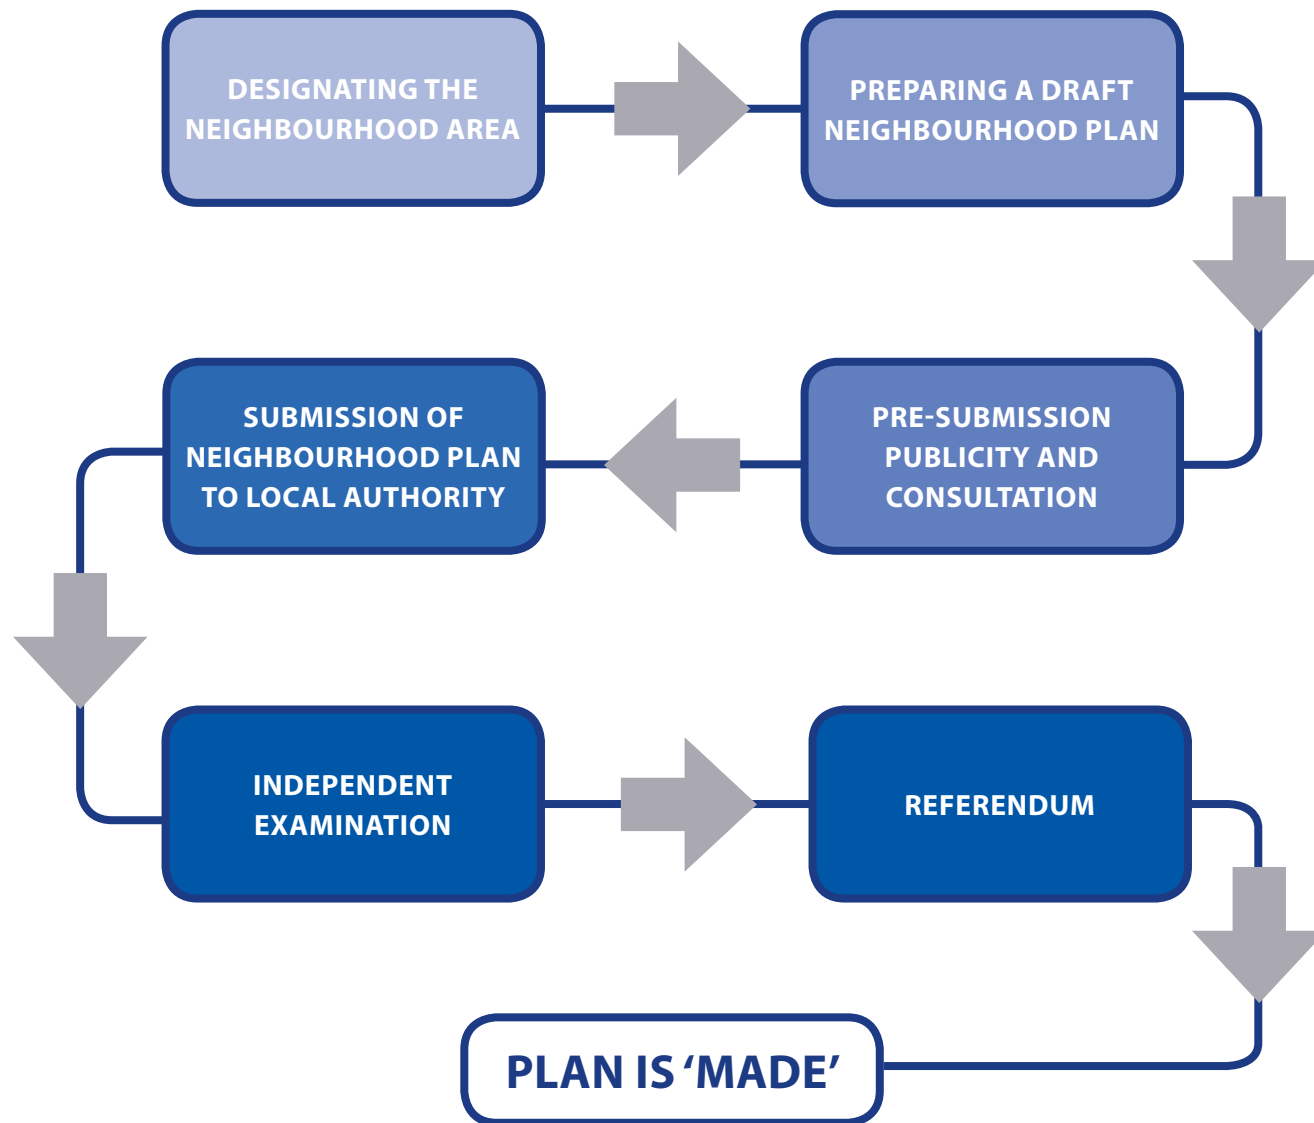 DESIGNATING THE
NEIGHBOURHOOD AREA
PREPARING A DRAFT
NEIGHBOURHOOD PLAN
PRE-SUBMISSION
PUBLICITY AND
CONSULTATION
SUBMISSION OF
NEIGHBOURHOOD PLAN
TO LOCAL AUTHORITY
INDEPENDENT
EXAMINATION
REFERENDUM
PLAN IS ‘MADE’